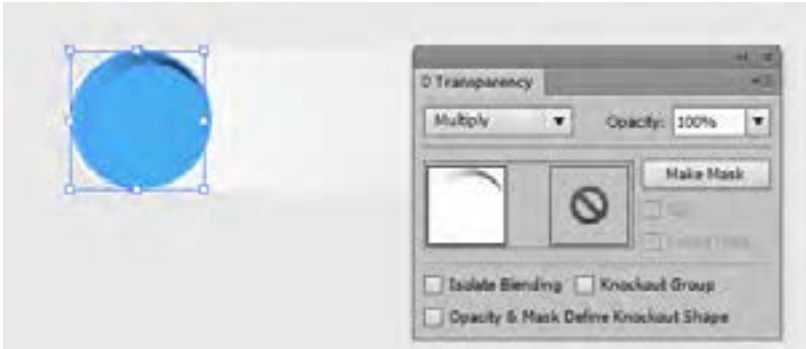 Transparency
Multiply Opacity: 100%
Make Mask
Isolate Blending Knockout Group
Opacity & Mask Define Knockout Shape